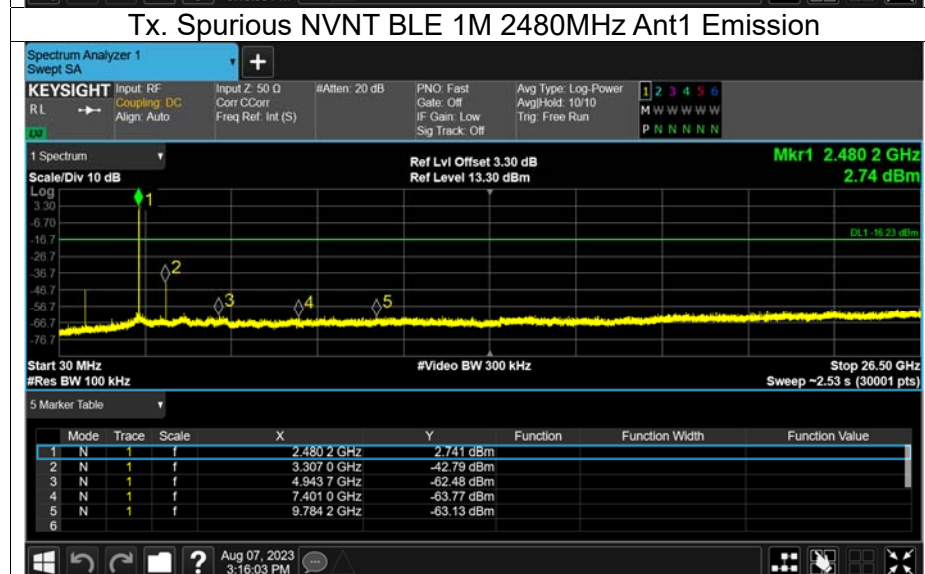 Tx. Spurious NVNT BLE 1M 2480MHz Ant1 Emission
Spectrum Analyzer 1
Swept SA
+
KEYSIGHT Input: RF Input Z: 50 Ω #Atten: 20 dB PNO: Fast Avg Type: Log-Power 1 2 3 4 5 6
RL Coupling: DC Corr CCorr Gate: Off Avg|Hold: 10/10 M W W W W W
Align: Auto Freq Ref: Int (S) IF Gain: Low Trig: Free Run
Sig Track: Off P N N N N N
LXI
1 Spectrum Ref Lvl Offset 3.30 dB Mkr1 2.480 2 GHz
Scale/Div 10 dB Ref Level 13.30 dBm 2.74 dBm
Log
1
3.30
-6.70
-16.7 DL1 -16.23 dBm
-26.7
2
-36.7
-46.7
3 4 5
-56.7
-66.7
-76.7
Start 30 MHz #Video BW 300 kHz Stop 26.50 GHz
#Res BW 100 kHz Sweep ~2.53 s (30001 pts)
5 Marker Table
Mode Trace Scale X Y Function Function Width Function Value
1 N 1 f 2.480 2 GHz 2.741 dBm
2 N 1 f 3.307 0 GHz -42.79 dBm
3 N 1 f 4.943 7 GHz -62.48 dBm
4 N 1 f 7.401 0 GHz -63.77 dBm
5 N 1 f 9.784 2 GHz -63.13 dBm
6
? Aug 07, 2023
3:16:03 PM